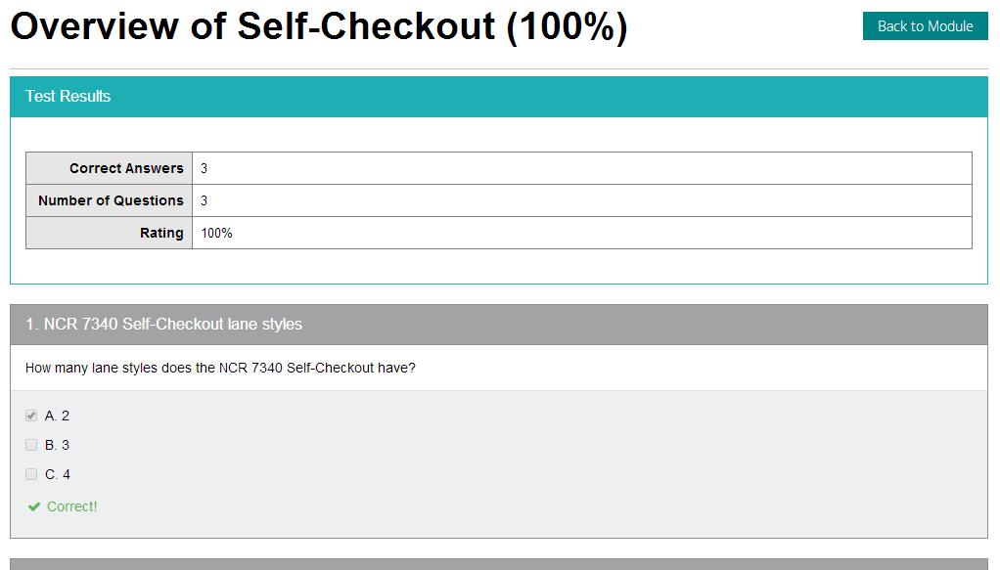 Overview of Self-Checkout (100%)
Back to Module
Test Results
Correct Answers 3
Number of Questions 3
Rating 100%
1. NCR 7340 Self-Checkout lane styles
How many lane styles does the NCR 7340 Self-Checkout have?
A. 2
B. 3
C. 4
Correct!